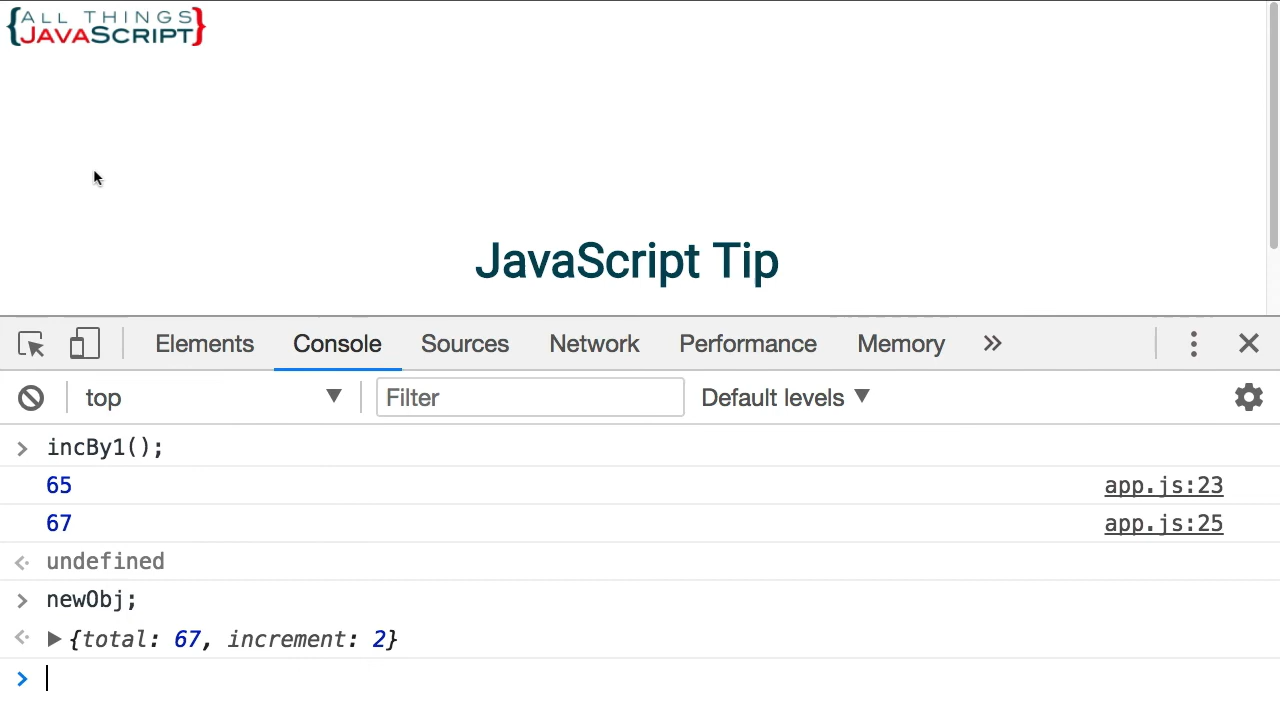 {ALL THINGS
JAVASCRIPT}
JavaScript Tip
Elements Console Sources Network Performance Memory »
top ▼ Filter Default levels ▼
> incBy1();
65 app.js:23
67 app.js:25
undefined
> newObj;
▶ {total: 67, increment: 2}
>